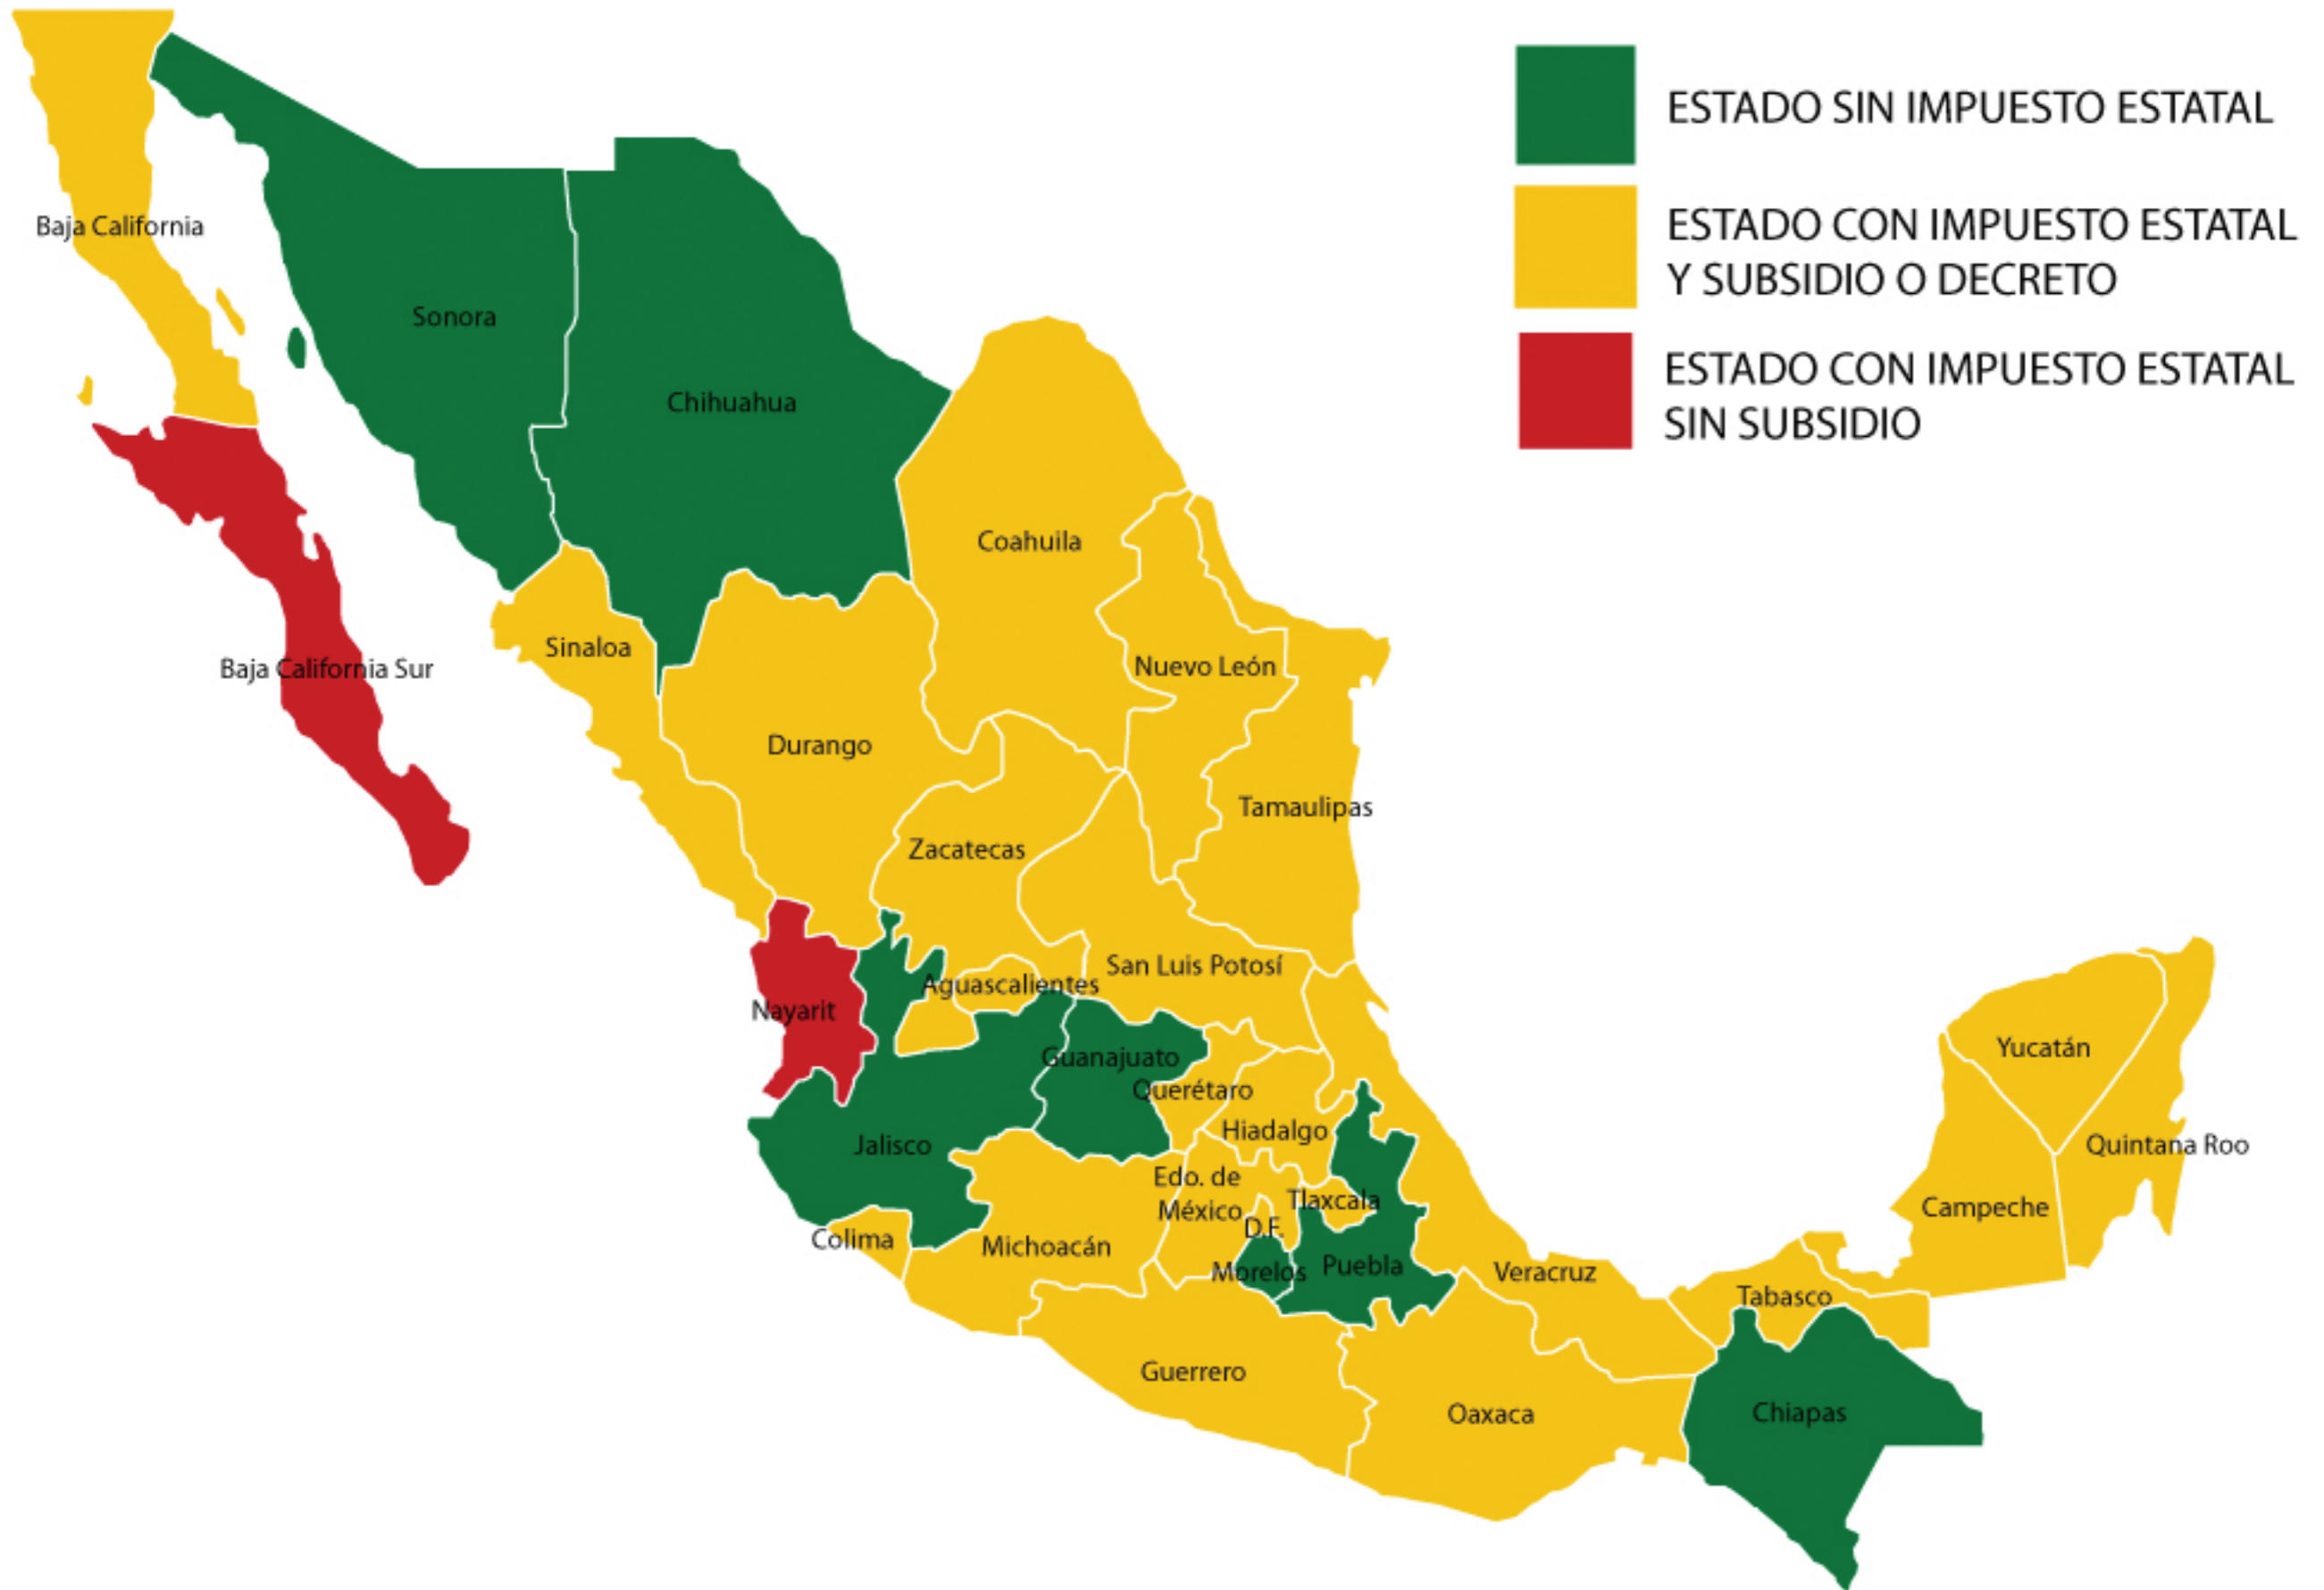 ESTADO SIN IMPUESTO ESTATAL
ESTADO CON IMPUESTO ESTATAL
Y SUBSIDIO O DECRETO
ESTADO CON IMPUESTO ESTATAL
SIN SUBSIDIO
Baja California
Sonora
Chihuahua
Coahuila
Sinaloa
Baja California Sur
Nuevo León
Durango
Tamaulipas
Zacatecas
San Luis Potosí
Aguascalientes
Nayarit
Guanajuato
Querétaro
Hiadalgo
Jalisco
Edo. de
México
Tlaxcala
D.F.
Colima
Michoacán
Morelos
Puebla
Veracruz
Yucatán
Quintana Roo
Campeche
Tabasco
Guerrero
Oaxaca
Chiapas